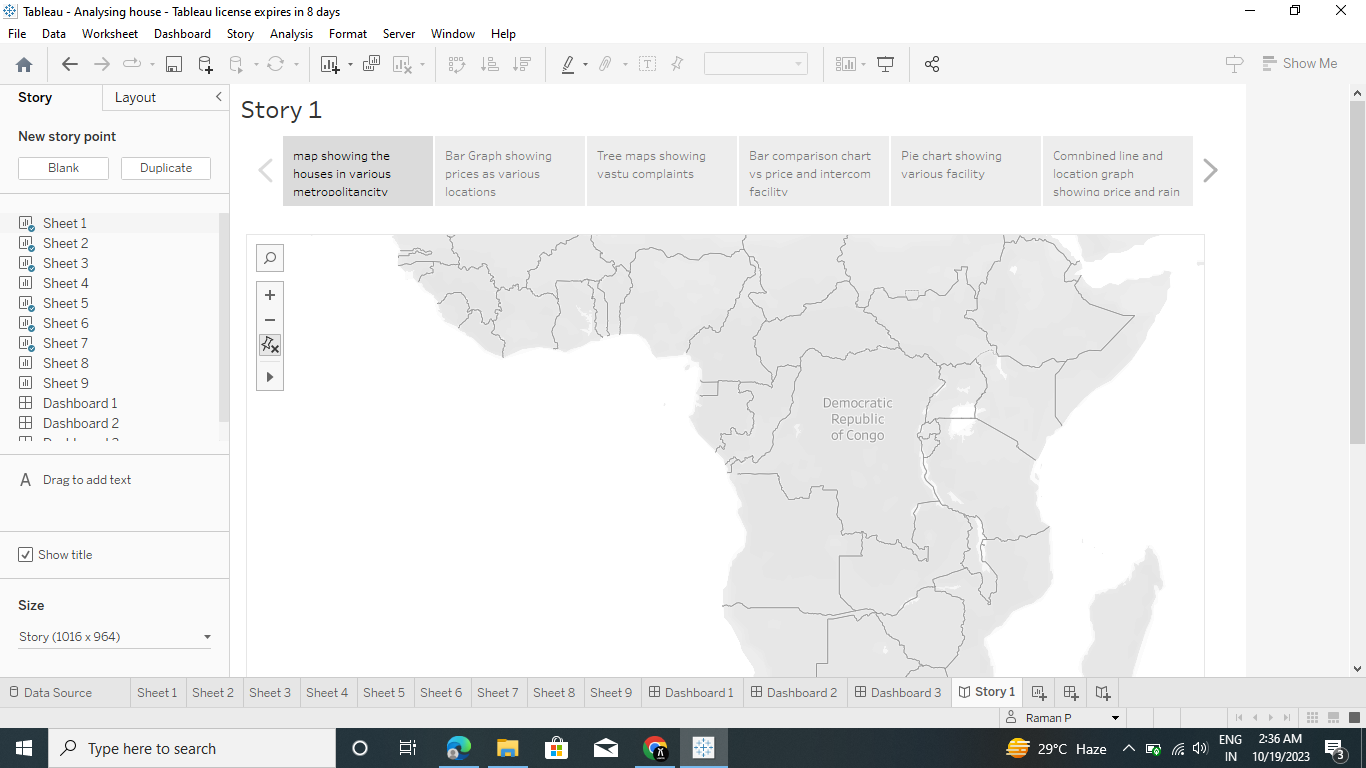 Tableau - Analysing house - Tableau license expires in 8 days
File Data Worksheet Dashboard Story Analysis Format Server Window Help
Show Me
Story Layout
New story point
Blank Duplicate
Sheet 1
Sheet 2
Sheet 3
Sheet 4
Sheet 5
Sheet 6
Sheet 7
Sheet 8
Sheet 9
Dashboard 1
Dashboard 2
A Drag to add text
Show title
Size
Story (1016 x 964)
Story 1
map showing the
houses in various
metropolitancity
Bar Graph showing
prices as various
locations
Tree maps showing
vastu complaints
Bar comparison chart
vs price and intercom
facility
Pie chart showing
various facility
Comnbined line and
location graph
showing price and rain
Democratic
Republic
of Congo
Data Source Sheet 1 Sheet 2 Sheet 3 Sheet 4 Sheet 5 Sheet 6 Sheet 7 Sheet 8 Sheet 9 Dashboard 1 Dashboard 2 Dashboard 3 Story 1
Raman P
Type here to search
29°C Haze
ENG
IN
2:36 AM
10/19/2023
3